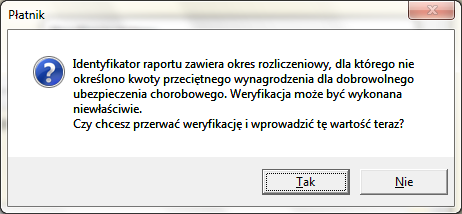 Płatnik
Identyfikator raportu zawiera okres rozliczeniowy, dla którego nie
określono kwoty przeciętnego wynagrodzenia dla dobrowolnego
ubezpieczenia chorobowego. Weryfikacja może być wykonana
niewłaściwie.
Czy chcesz przerwać weryfikację i wprowadzić tę wartość teraz?
Tak
Nie